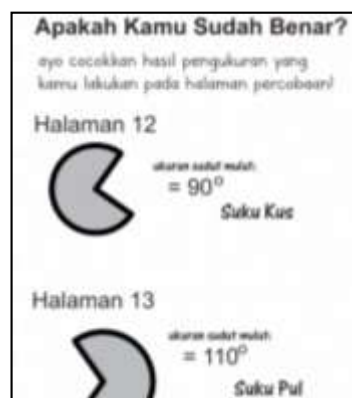 Apakah Kamu Sudah Benar?
ayo cocokkan hasil pengukuran yang
kamu lakukan pada halaman percobaan!
Halaman 12
ukuran sudut mulut:
= 90°
Suku Kus
Halaman 13
ukuran sudut mulut:
= 110°
Suku Pul